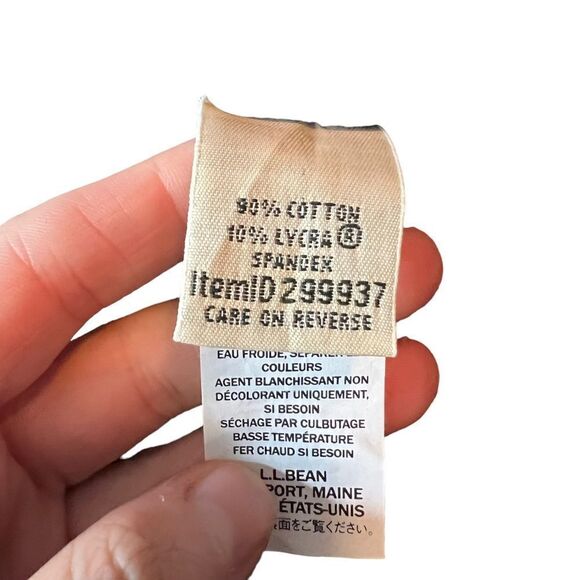 90% COTTON
10% LYCRA®
SPANDEX
ItemID 299937
CARE ON REVERSE
EAU FROIDE,
COULEURS
AGENT BLANCHISSANT NON
DÉCOLORANT UNIQUEMENT,
SI BESOIN
SÉCHAGE PAR CULBUTAGE
BASSE TEMPÉRATURE
FER CHAUD SI BESOIN
L.L.BEAN
PORT, MAINE
ÉTATS-UNIS
面をご覧ください。